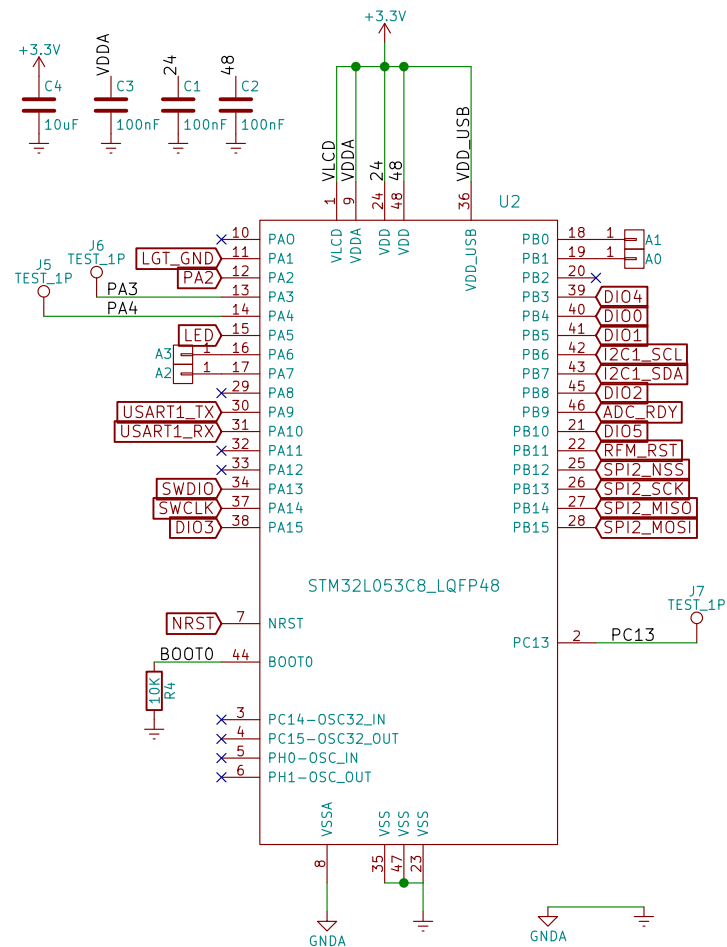 +3.3V
+3.3V
VDDA
24
48
C4
C3
C1
C2
10uF
100nF
100nF
100nF
VLCD
VDDA
24
48
VDD_USB
1
9
24
48
36
U2
VLCD
VDDA
VDD
VDD
VDD_USB
10 PA0
LGT_GND 11 PA1
PA2 12 PA2
J6
TEST_1P
PA3 13 PA3
J5
TEST_1P
PA4 14 PA4
LED 15 PA5
A3 1 16 PA6
A2 1 17 PA7
29 PA8
USART1_TX 30 PA9
USART1_RX 31 PA10
32 PA11
33 PA12
SWDIO 34 PA13
SWCLK 37 PA14
DIO3 38 PA15
PB0 18 1 A1
PB1 19 1 A0
PB2 20
PB3 39 DIO4
PB4 40 DIO0
PB5 41 DIO1
PB6 42 I2C1_SCL
PB7 43 I2C1_SDA
PB8 45 DIO2
PB9 46 ADC_RDY
PB10 21 DIO5
PB11 22 RFM_RST
PB12 25 SPI2_NSS
PB13 26 SPI2_SCK
PB14 27 SPI2_MISO
PB15 28 SPI2_MOSI
STM32L053C8_LQFP48
NRST 7 NRST
J7
TEST_1P
PC13 2 PC13
BOOT0 44 BOOT0
10K
R4
3 PC14-OSC32_IN
4 PC15-OSC32_OUT
5 PH0-OSC_IN
6 PH1-OSC_OUT
VSSA
VSS
VSS
VSS
8
35
47
23
GNDA
GNDA